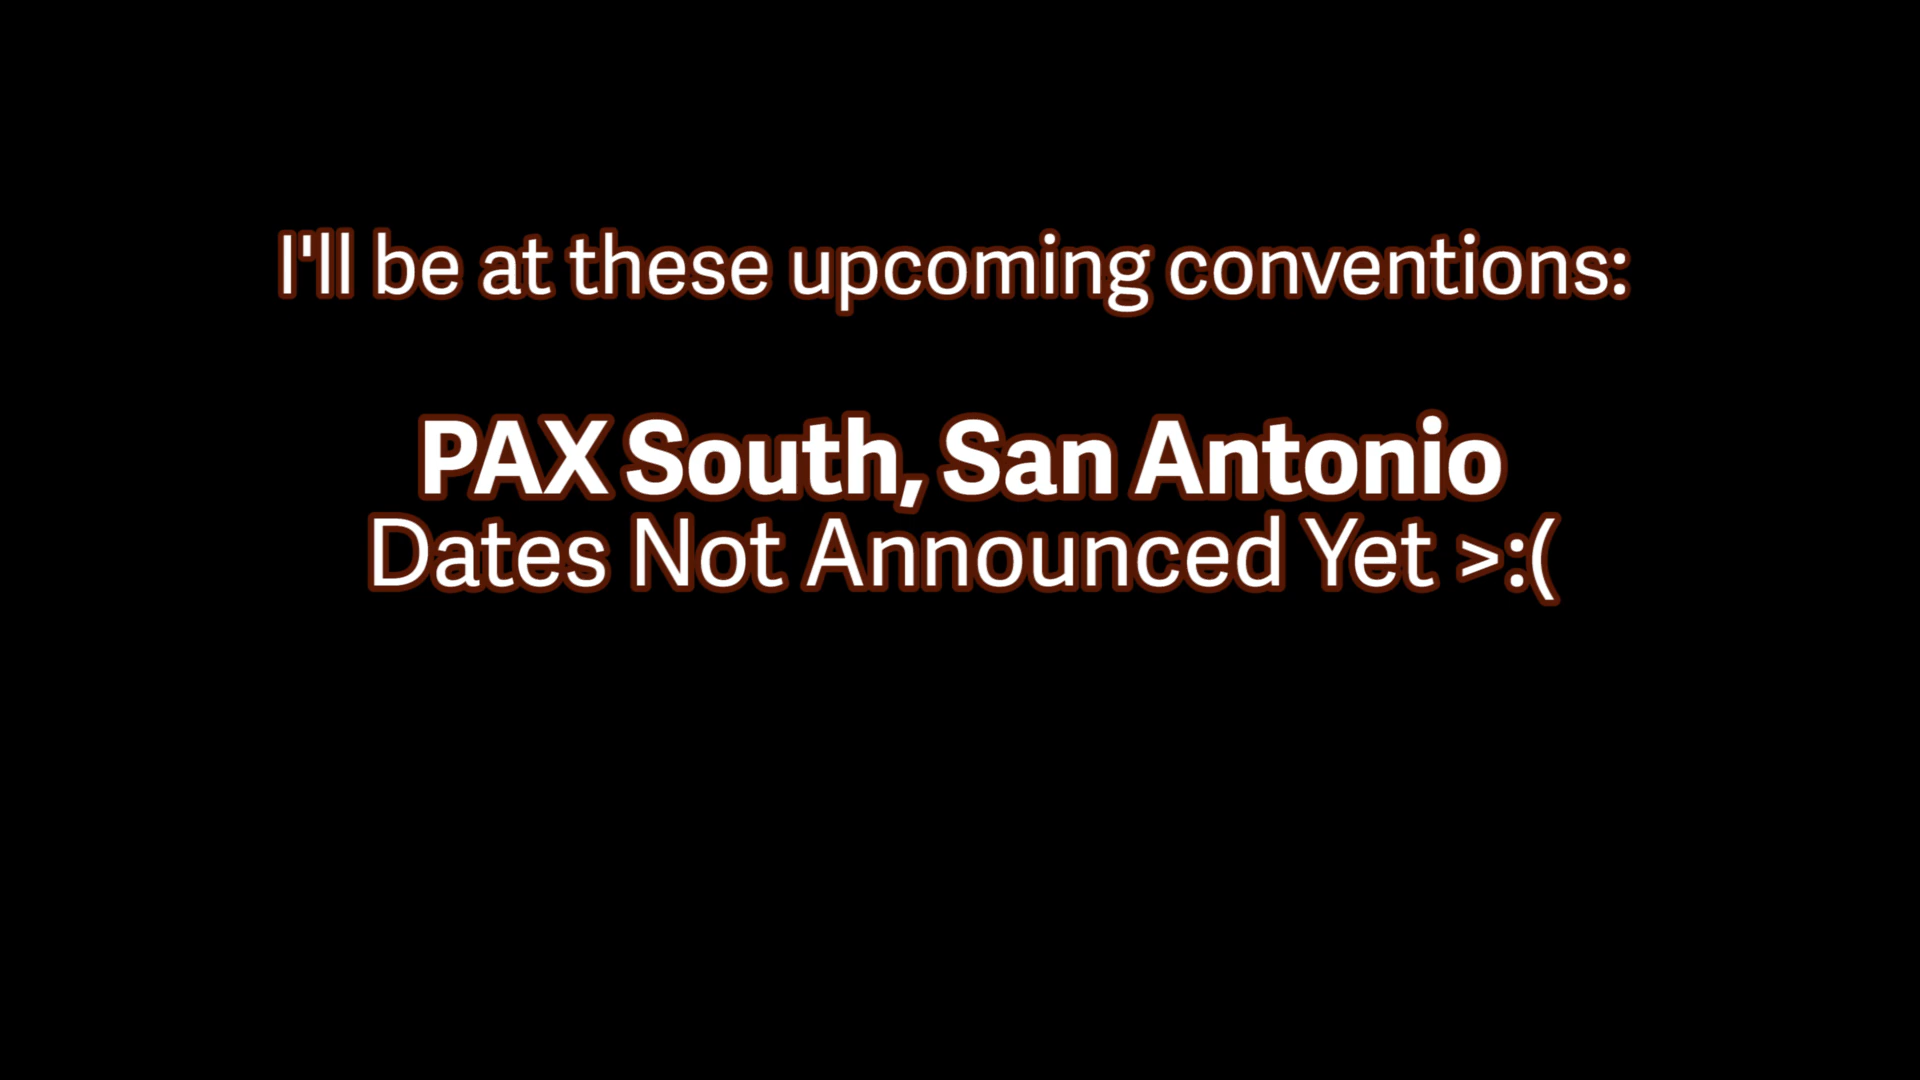 I'll be at these upcoming conventions:
PAX South, San Antonio
Dates Not Announced Yet >:(